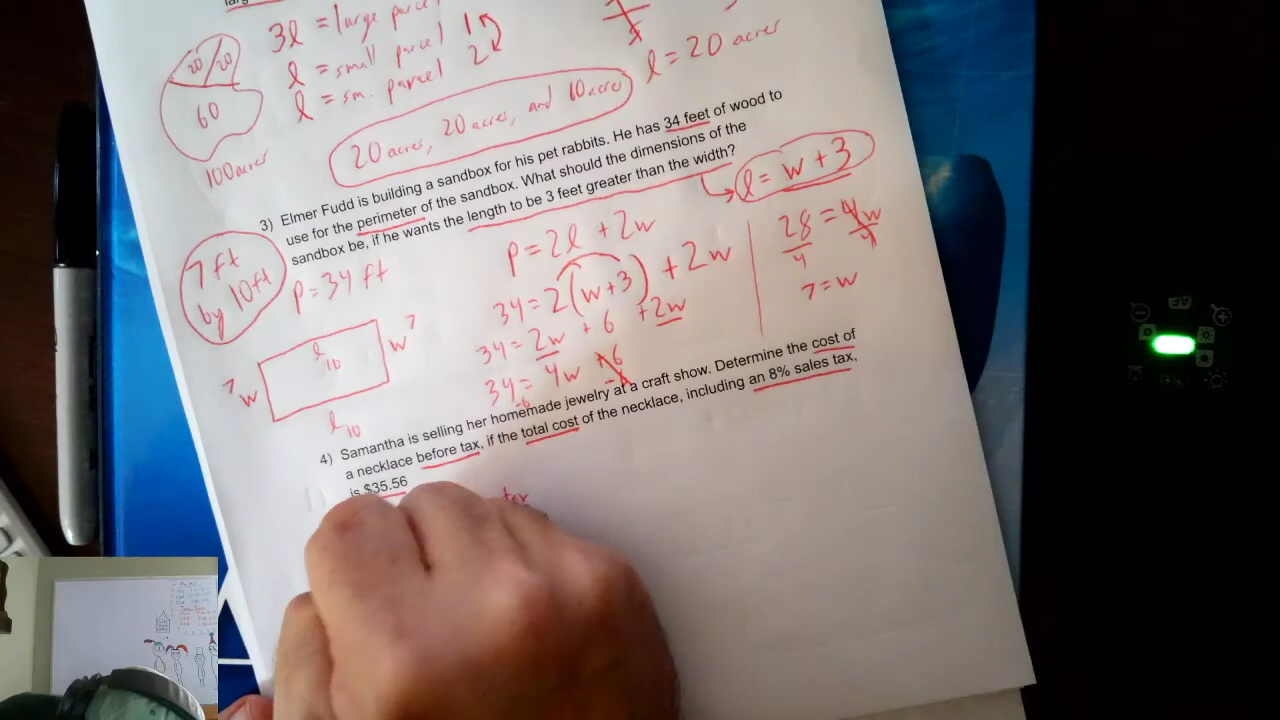 3l = large parcel
l = small parcel 1
l = sm. parcel 2
l = 20 acres
20 20
60
100 acres
20 acres, 20 acres, and 60 acres
3) Elmer Fudd is building a sandbox for his pet rabbits. He has 34 feet of wood to
use for the perimeter of the sandbox. What should the dimensions of the
sandbox be, if he wants the length to be 3 feet greater than the width?
l = w + 3
7 ft
by 10 ft
P = 34 ft
P = 2l + 2w
34 = 2(w+3) + 2w
34 = 2w + 6 + 2w
34 = 4w + 6
-6 -6
28 = 4w
4 4
7 = w
l 10
w 7
7 w
l 10
4) Samantha is selling her homemade jewelry at a craft show. Determine the cost of
a necklace before tax, if the total cost of the necklace, including an 8% sales tax,
is $35.56
tax